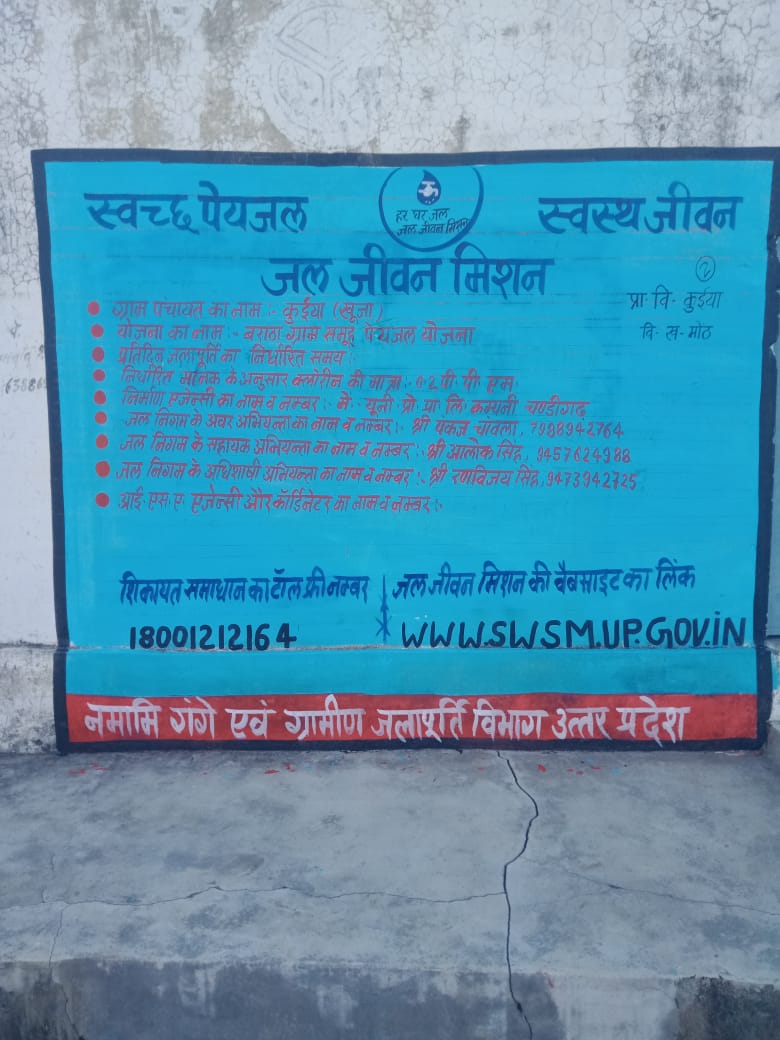 स्वच्छ पेयजल
हर घर जल
जल जीवन मिशन
स्वस्थ जीवन
जल जीवन मिशन
२
प्रा. वि- कुईया
वि- ख- मोठ
ग्राम पंचायत का नाम :- कुईया (खूजा)
योजना का नाम :- बराठा ग्राम समूह पेयजल योजना
प्रतिदिन जलापूर्ति का निर्धारित समय :
निर्धारित मानक के अनुसार क्लोरीन की मात्रा : 0.2 पी. पी. एम.
निर्माण एजेन्सी का नाम व नम्बर :- मे. यूनी. प्रो. प्रा. लि. कम्पनी चण्डीगढ़
जल निगम के अवर अभियन्ता का नाम व नम्बर :- श्री पंकज चावला, 7988942764
जल निगम के सहायक अभियन्ता का नाम व नम्बर :- श्री आलोक सिंह, 9457624988
जल निगम के अधिशाषी अभियन्ता का नाम व नम्बर :- श्री रणविजय सिंह, 9473942725
आई. एस. ए. एजेन्सी और कॉर्डिनेटर का नाम व नम्बर :-
शिकायत समाधान का टॉल फ्री नम्बर
18001212164
जल जीवन मिशन की वैबसाइट का लिंक
WWW.SWSM.UP.GOV.iN
नमामि गंगे एवं ग्रामीण जलापूर्ति विभाग उत्तर प्रदेश